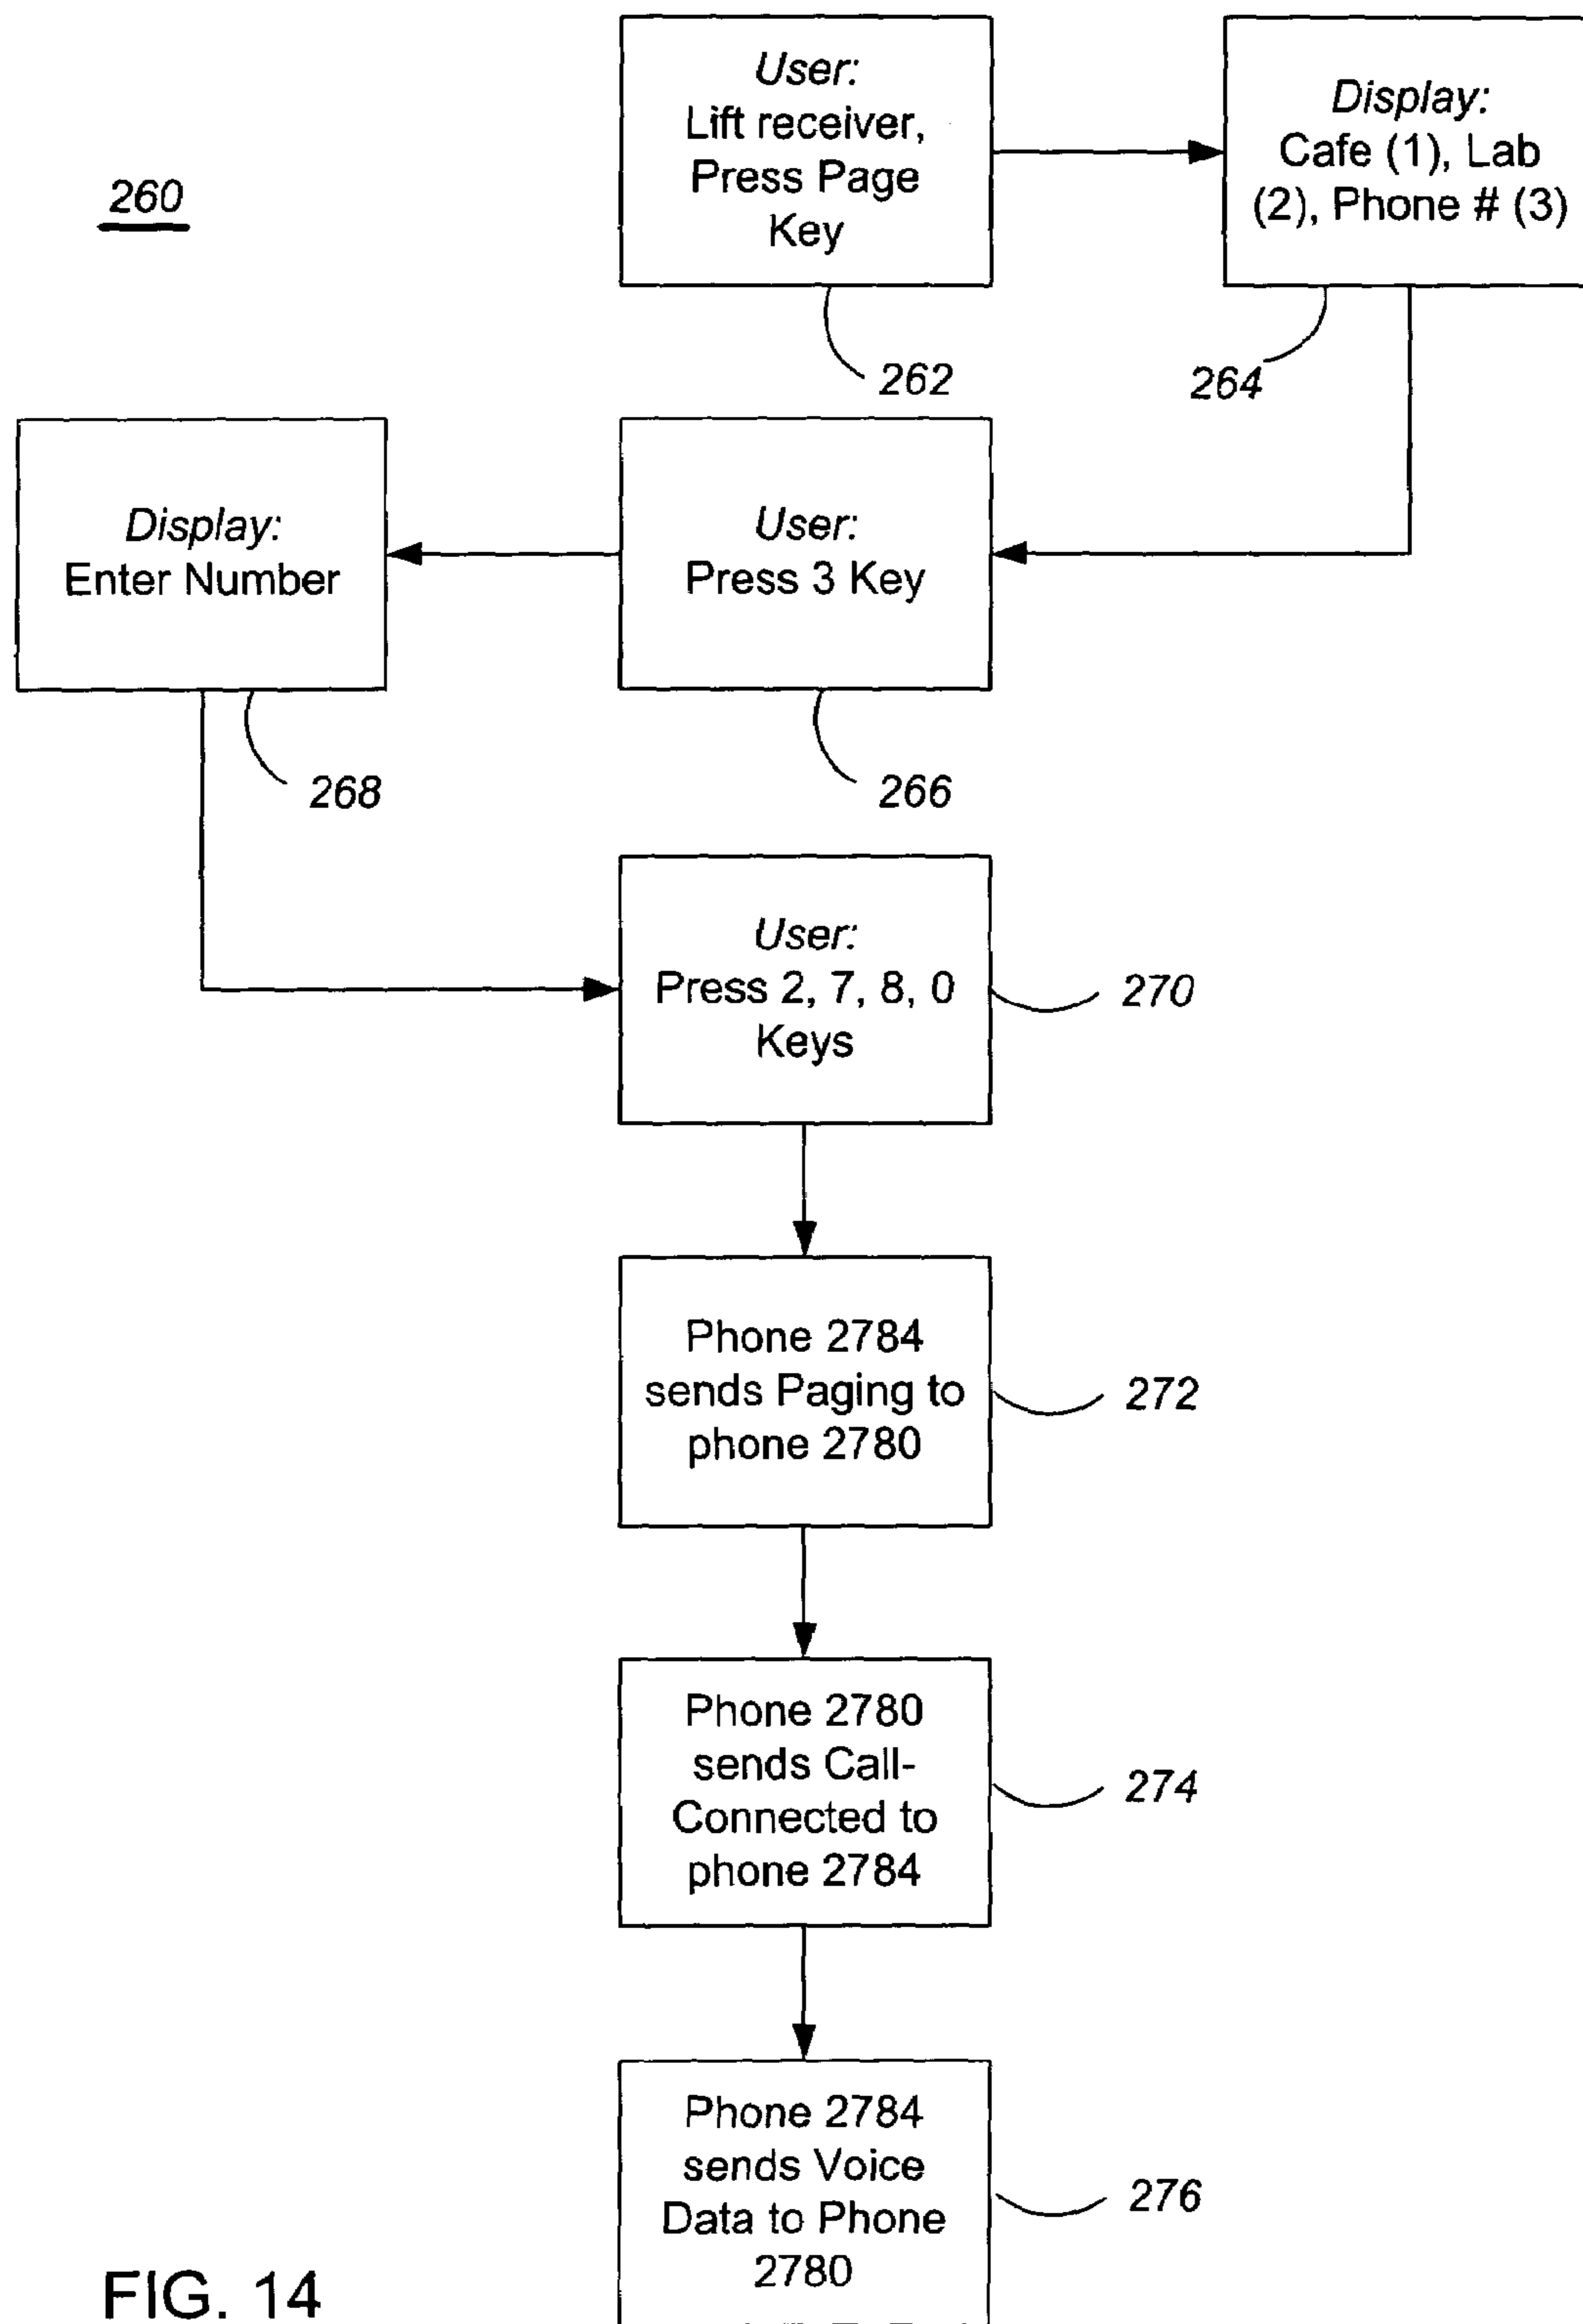 User:
Lift receiver,
Press Page
Key
Display:
Cafe (1), Lab
(2), Phone # (3)
260
262
264
Display:
Enter Number
User:
Press 3 Key
268
266
User:
Press 2, 7, 8, 0
Keys
270
Phone 2784
sends Paging to
phone 2780
272
Phone 2780
sends Call-
Connected to
phone 2784
274
Phone 2784
sends Voice
Data to Phone
2780
276
FIG. 14